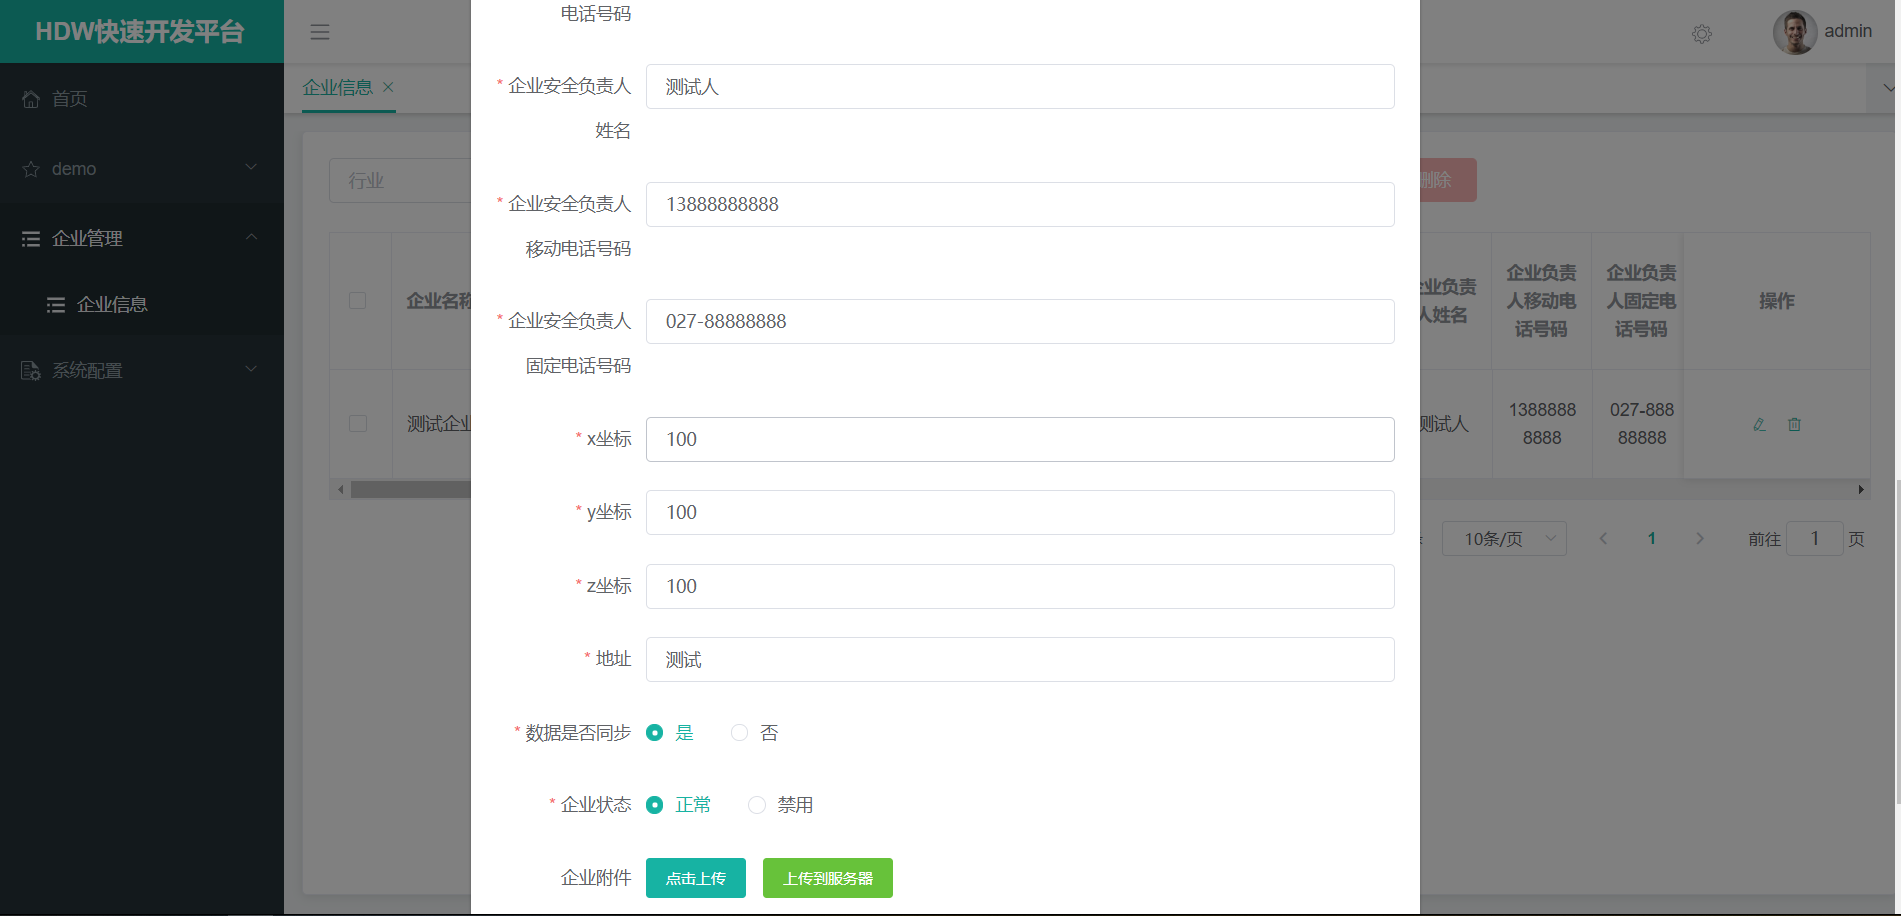 HDW快速开发平台
admin
首页
demo
企业管理
企业信息
系统配置
企业信息
行业
删除
企业名称
业负责
人姓名
企业负责
人移动电
话号码
企业负责
人固定电
话号码
操作
测试企业
测试人
1388888
8888
027-888
88888
10条/页
1
前往
1
页
电话号码
* 企业安全负责人
姓名
测试人
* 企业安全负责人
移动电话号码
13888888888
* 企业安全负责人
固定电话号码
027-88888888
* x坐标
100
* y坐标
100
* z坐标
100
* 地址
测试
* 数据是否同步
是
否
* 企业状态
正常
禁用
企业附件
点击上传
上传到服务器